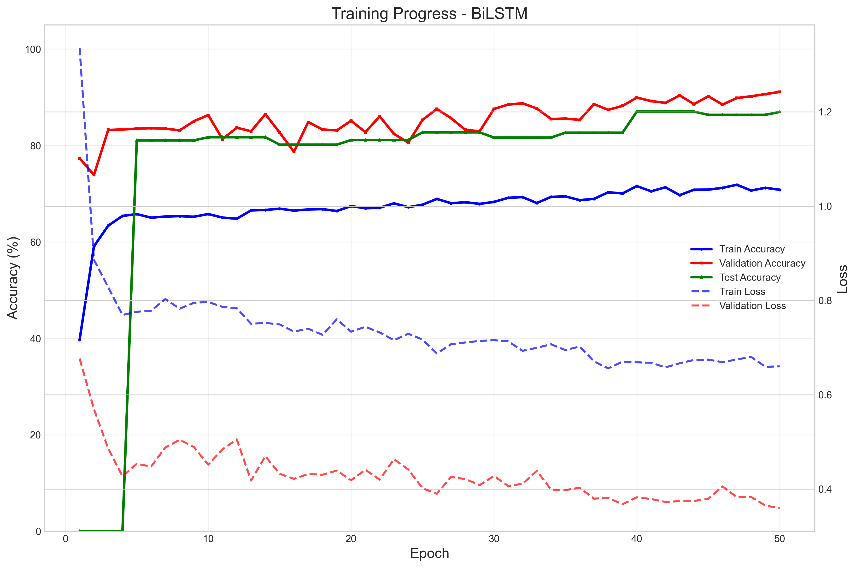 Training Progress - BiLSTM
100
80
60
40
20
0
Accuracy (%)
1.2
1.0
0.8
0.6
0.4
Loss
Train Accuracy
Validation Accuracy
Test Accuracy
Train Loss
Validation Loss
0 10 20 30 40 50
Epoch